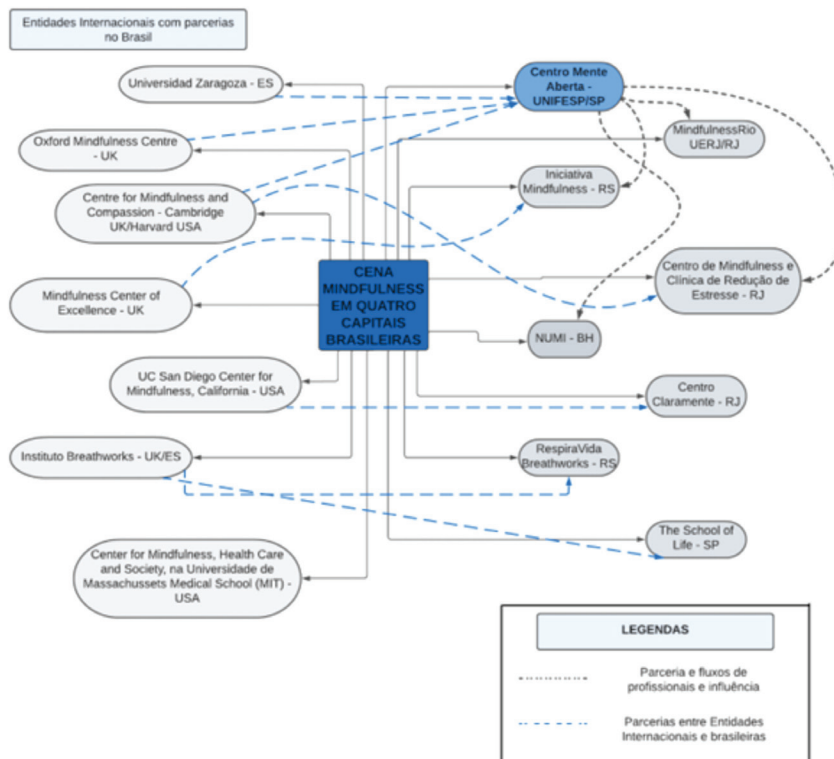 Entidades Internacionais com parcerias
no Brasil
Universidad Zaragoza - ES
Oxford Mindfulness Centre
- UK
Centre for Mindfulness and
Compassion - Cambridge
UK/Harvard USA
Mindfulness Center of
Excellence - UK
UC San Diego Center for
Mindfulness, California - USA
Instituto Breathworks - UK/ES
Center for Mindfulness, Health Care
and Society, na Universidade de
Massachussets Medical School (MIT) -
USA
CENA
MINDFULNESS
EM QUATRO
CAPITAIS
BRASILEIRAS
Centro Mente
Aberta -
UNIFESP/SP
MindfulnessRio
UERJ/RJ
Iniciativa
Mindfulness - RS
Centro de Mindfulness e
Clínica de Redução de
Estresse - RJ
NUMI - BH
Centro
Claramente - RJ
RespiraVida
Breathworks - RS
The School of
Life - SP
LEGENDAS
Parceria e fluxos de
profissionais e influência
Parcerias entre Entidades
Internacionais e brasileiras